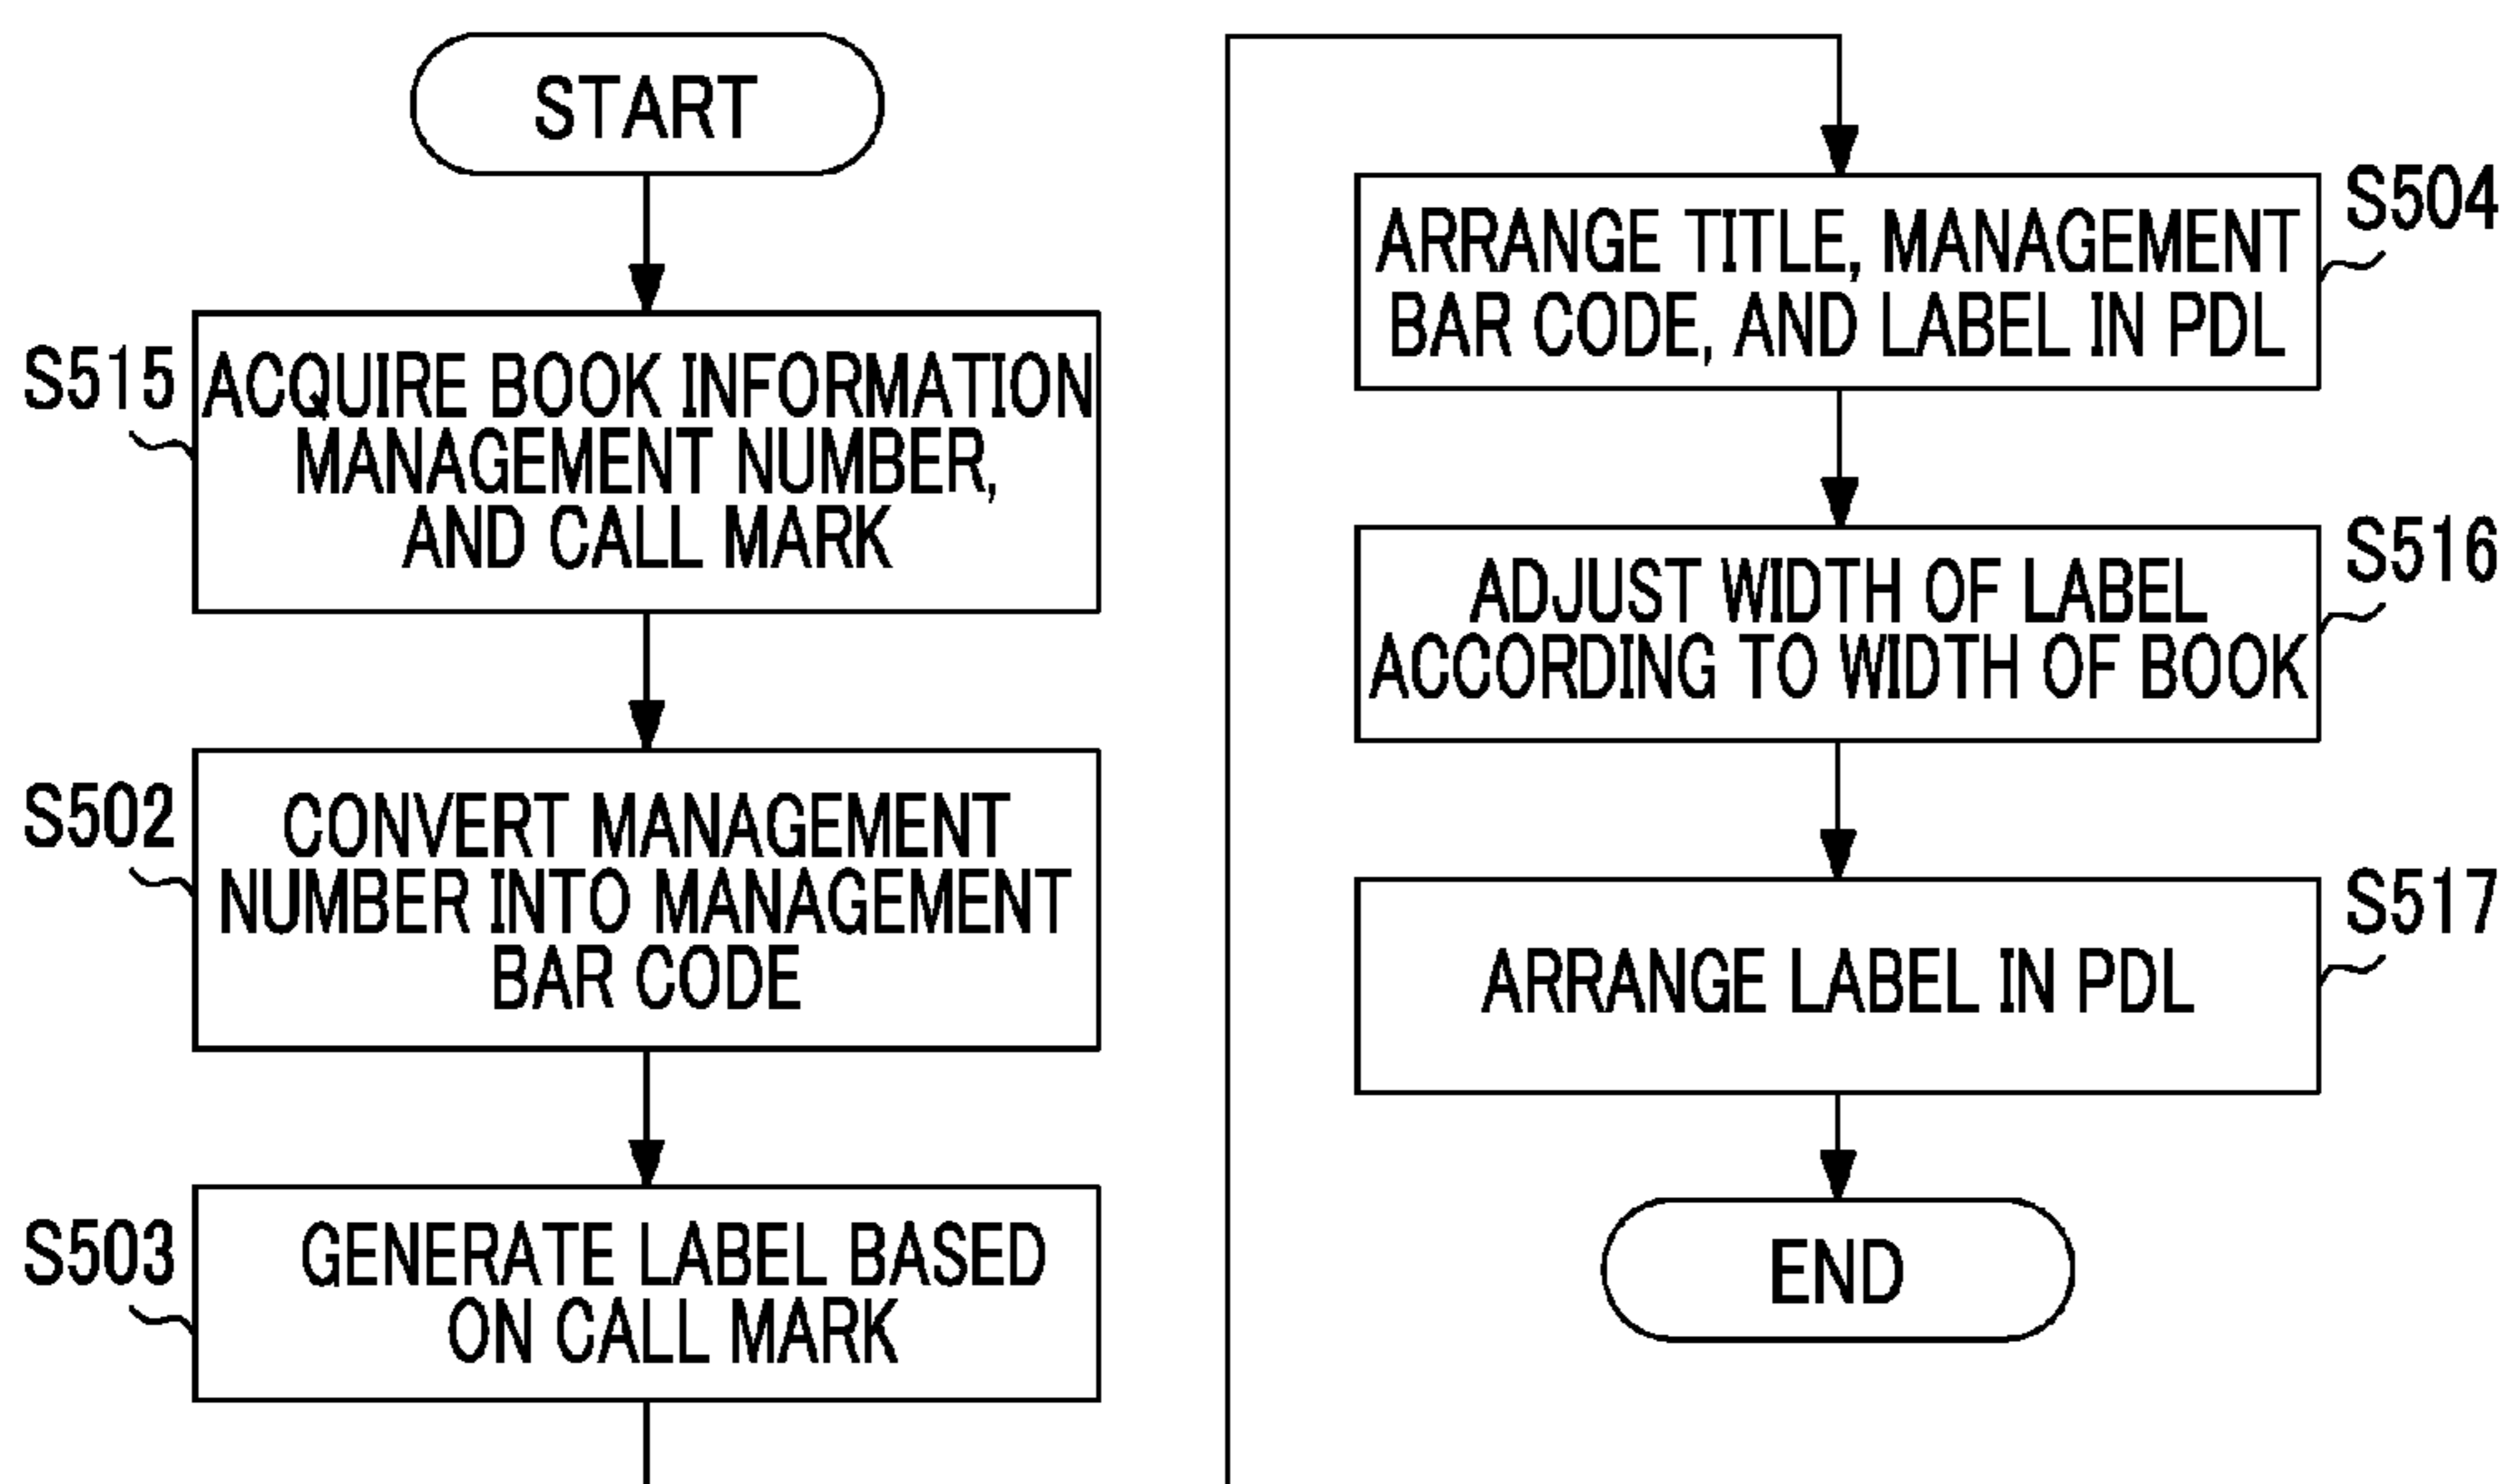 START
S515
ACQUIRE BOOK INFORMATION
MANAGEMENT NUMBER,
AND CALL MARK
S502
CONVERT MANAGEMENT
NUMBER INTO MANAGEMENT
BAR CODE
S503
GENERATE LABEL BASED
ON CALL MARK
S504
ARRANGE TITLE, MANAGEMENT
BAR CODE, AND LABEL IN PDL
S516
ADJUST WIDTH OF LABEL
ACCORDING TO WIDTH OF BOOK
S517
ARRANGE LABEL IN PDL
END